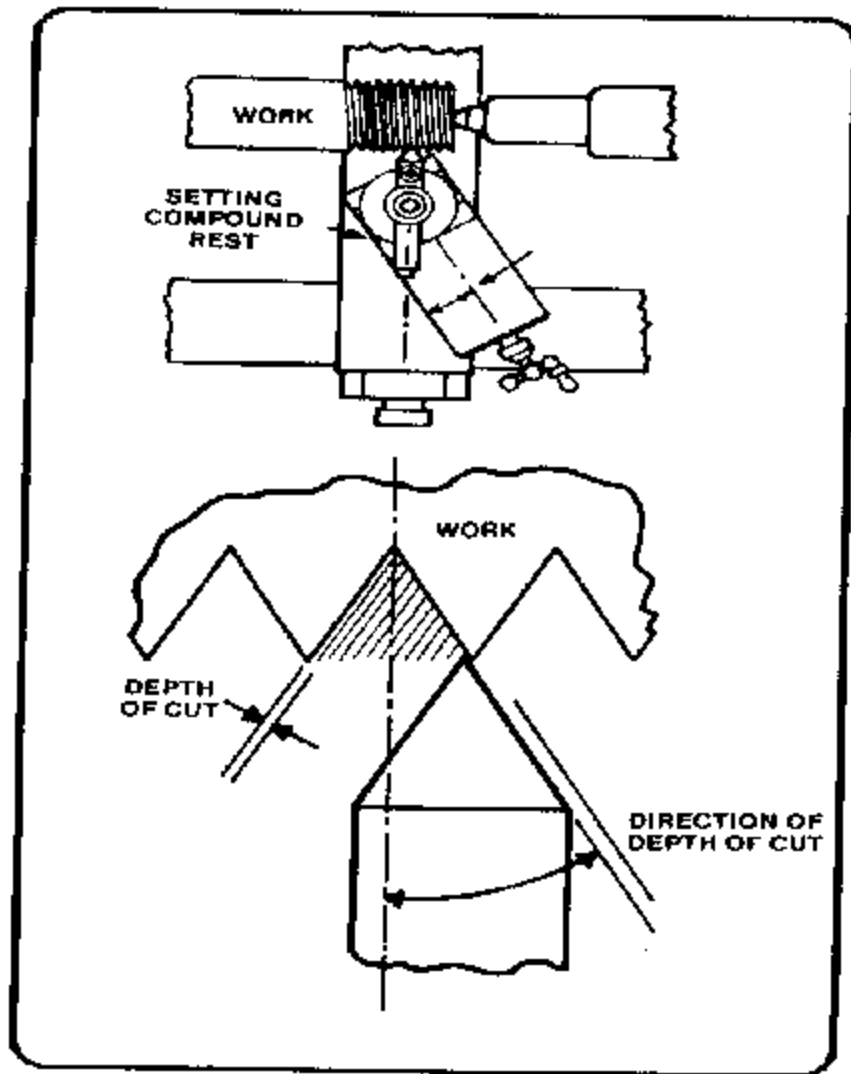 WORK
SETTING
COMPOUND
REST
WORK
DEPTH
OF CUT
DIRECTION OF
DEPTH OF CUT